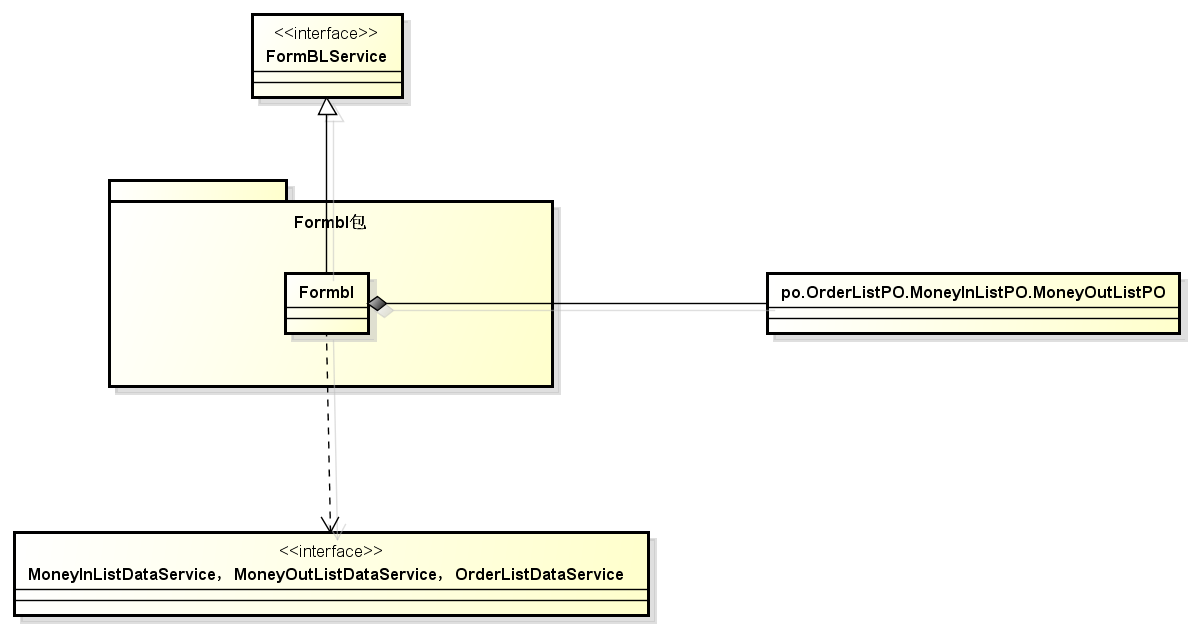 <<interface>>
FormBLService
Formbl包
Formbl
po.OrderListPO.MoneyInListPO.MoneyOutListPO
<<interface>>
MoneyInListDataService，MoneyOutListDataService，OrderListDataService